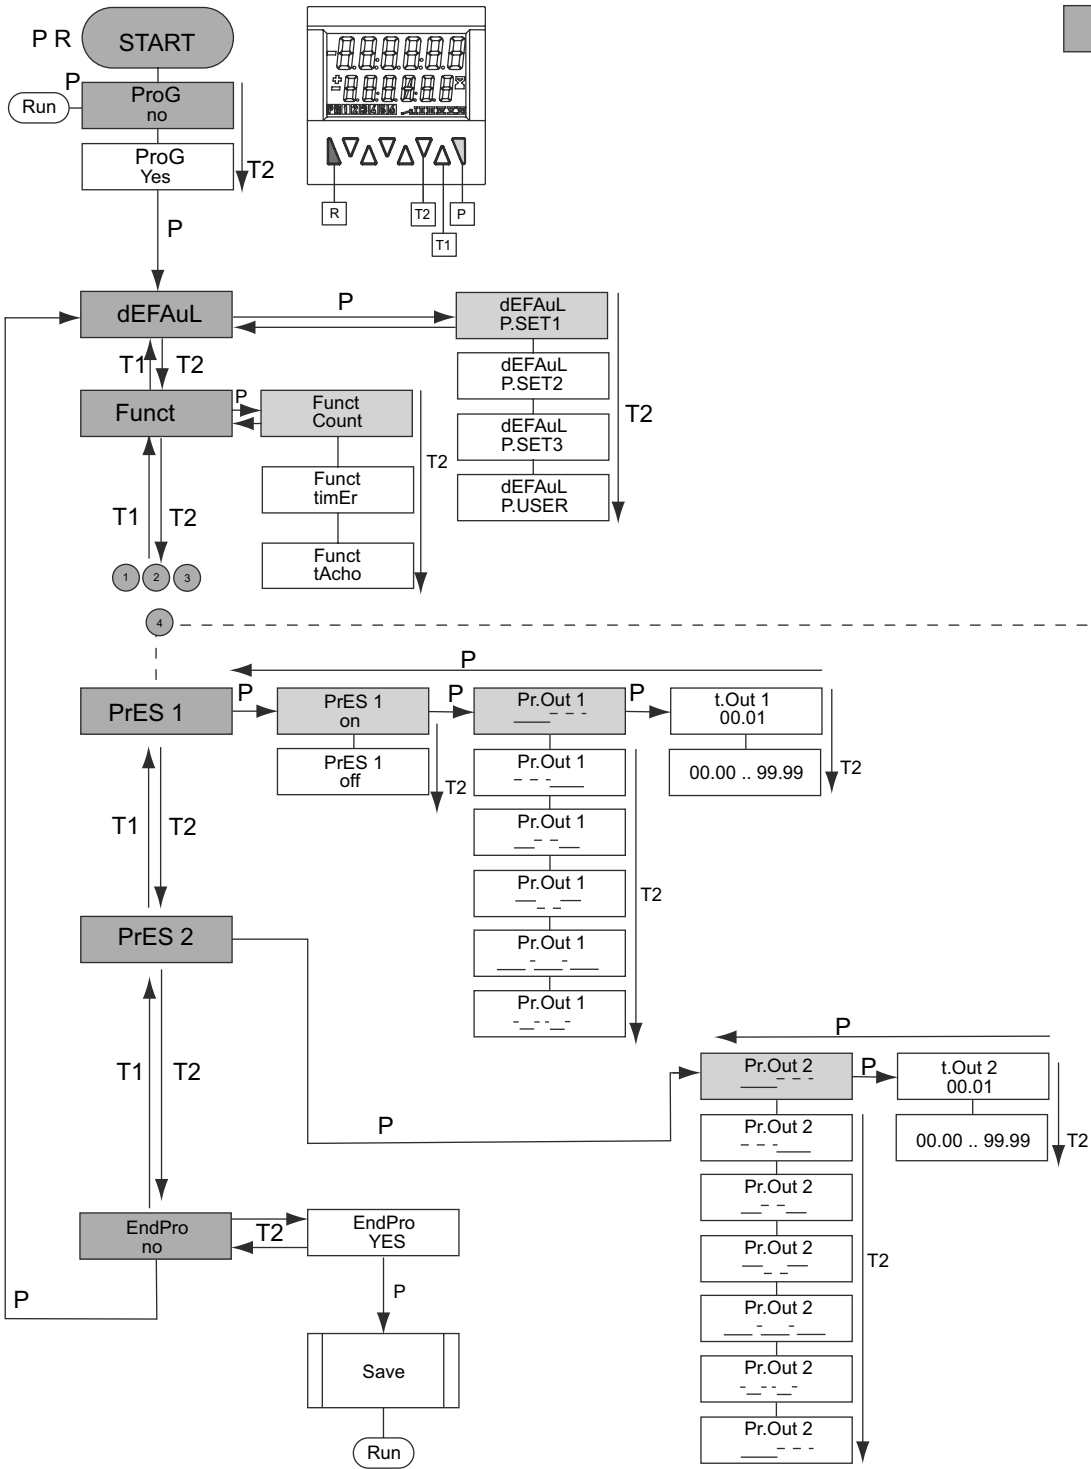 P R
START
P
Run
ProG
no
ProG
Yes
T2
R
T2
P
T1
P
dEFAuL
P
dEFAuL
P.SET1
dEFAuL
P.SET2
dEFAuL
P.SET3
dEFAuL
P.USER
T2
T1
T2
Funct
P
Funct
Count
Funct
timEr
Funct
tAcho
T2
T1
T2
1
2
3
4
P
PrES 1
P
PrES 1
on
PrES 1
off
T2
P
Pr.Out 1
Pr.Out 1
Pr.Out 1
Pr.Out 1
Pr.Out 1
Pr.Out 1
T2
P
t.Out 1
00.01
00.00 .. 99.99
T2
T1
T2
PrES 2
P
P
Pr.Out 2
Pr.Out 2
Pr.Out 2
Pr.Out 2
Pr.Out 2
Pr.Out 2
Pr.Out 2
T2
P
t.Out 2
00.01
00.00 .. 99.99
T2
T1
T2
EndPro
no
T2
EndPro
YES
P
P
Save
Run